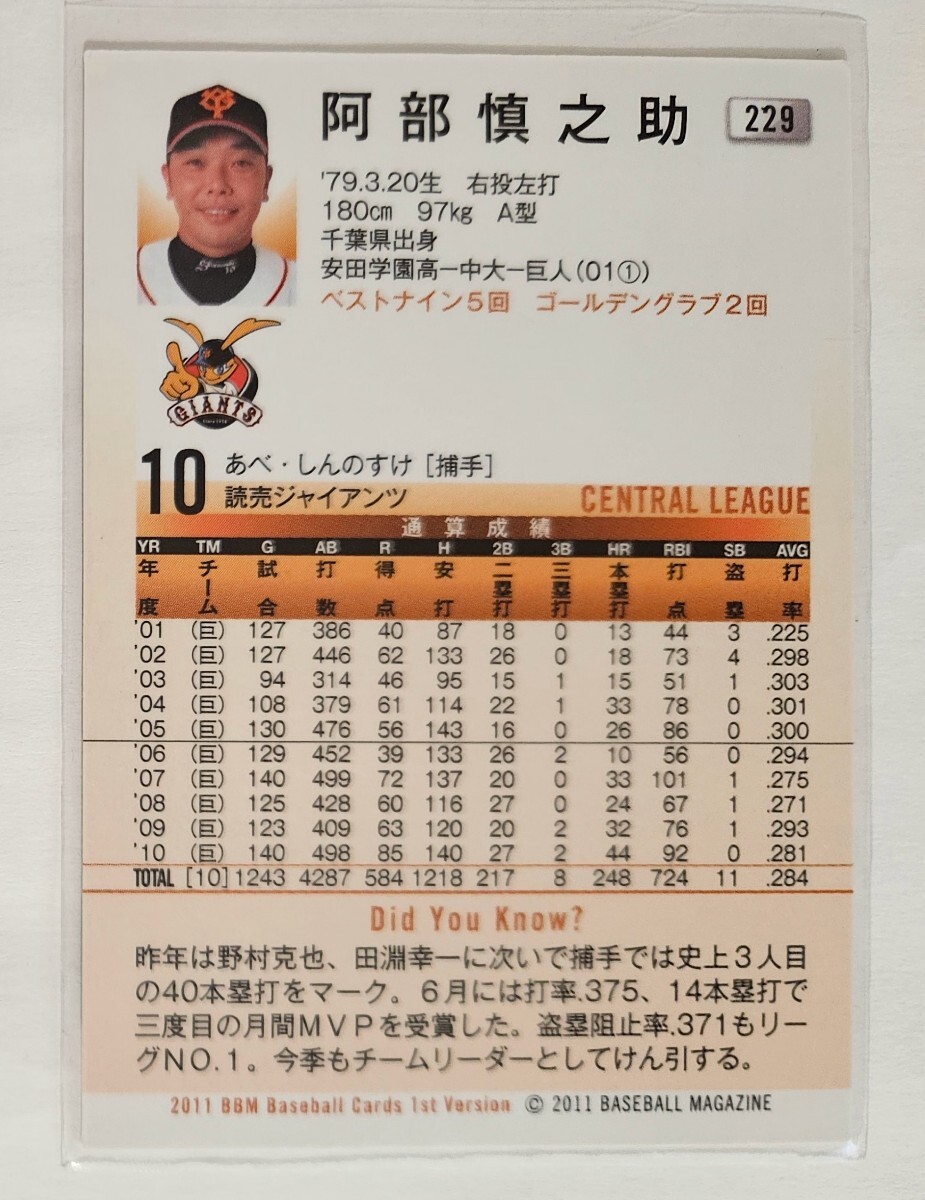 阿部慎之助 229
'79.3.20生 右投左打
180cm 97kg A型
千葉県出身
安田学園高ー中大ー巨人(01①)
ベストナイン5回 ゴールデングラブ2回
GIANTS
10 あべ・しんのすけ [捕手]
読売ジャイアンツ CENTRAL LEAGUE
通算成績
YR TM G AB R H 2B 3B HR RBI SB AVG
年度 チーム 試合 打数 得点 安打 二塁打 三塁打 本塁打 打点 盗塁 打率
'01 (巨) 127 386 40 87 18 0 13 44 3 .225
'02 (巨) 127 446 62 133 26 0 18 73 4 .298
'03 (巨) 94 314 46 95 15 1 15 51 1 .303
'04 (巨) 108 379 61 114 22 1 33 78 0 .301
'05 (巨) 130 476 56 143 16 0 26 86 0 .300
'06 (巨) 129 452 39 133 26 2 10 56 0 .294
'07 (巨) 140 499 72 137 20 0 33 101 1 .275
'08 (巨) 125 428 60 116 27 0 24 67 1 .271
'09 (巨) 123 409 63 120 20 2 32 76 1 .293
'10 (巨) 140 498 85 140 27 2 44 92 0 .281
TOTAL [10] 1243 4287 584 1218 217 8 248 724 11 .284
Did You Know?
昨年は野村克也、田淵幸一に次いで捕手では史上3人目
の40本塁打をマーク。6月には打率.375、14本塁打で
三度目の月間MVPを受賞した。盗塁阻止率.371もリー
グNO.1。今季もチームリーダーとしてけん引する。
2011 BBM Baseball Cards 1st Version © 2011 BASEBALL MAGAZINE